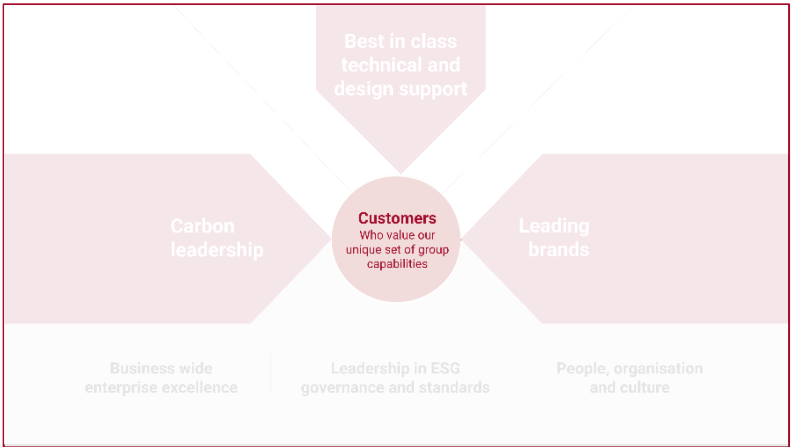 Best in class
technical and
design support
Carbon
leadership
Customers
Who value our
unique set of group
capabilities
Leading
brands
Business wide
enterprise excellence
Leadership in ESG
governance and standards
People, organisation
and culture